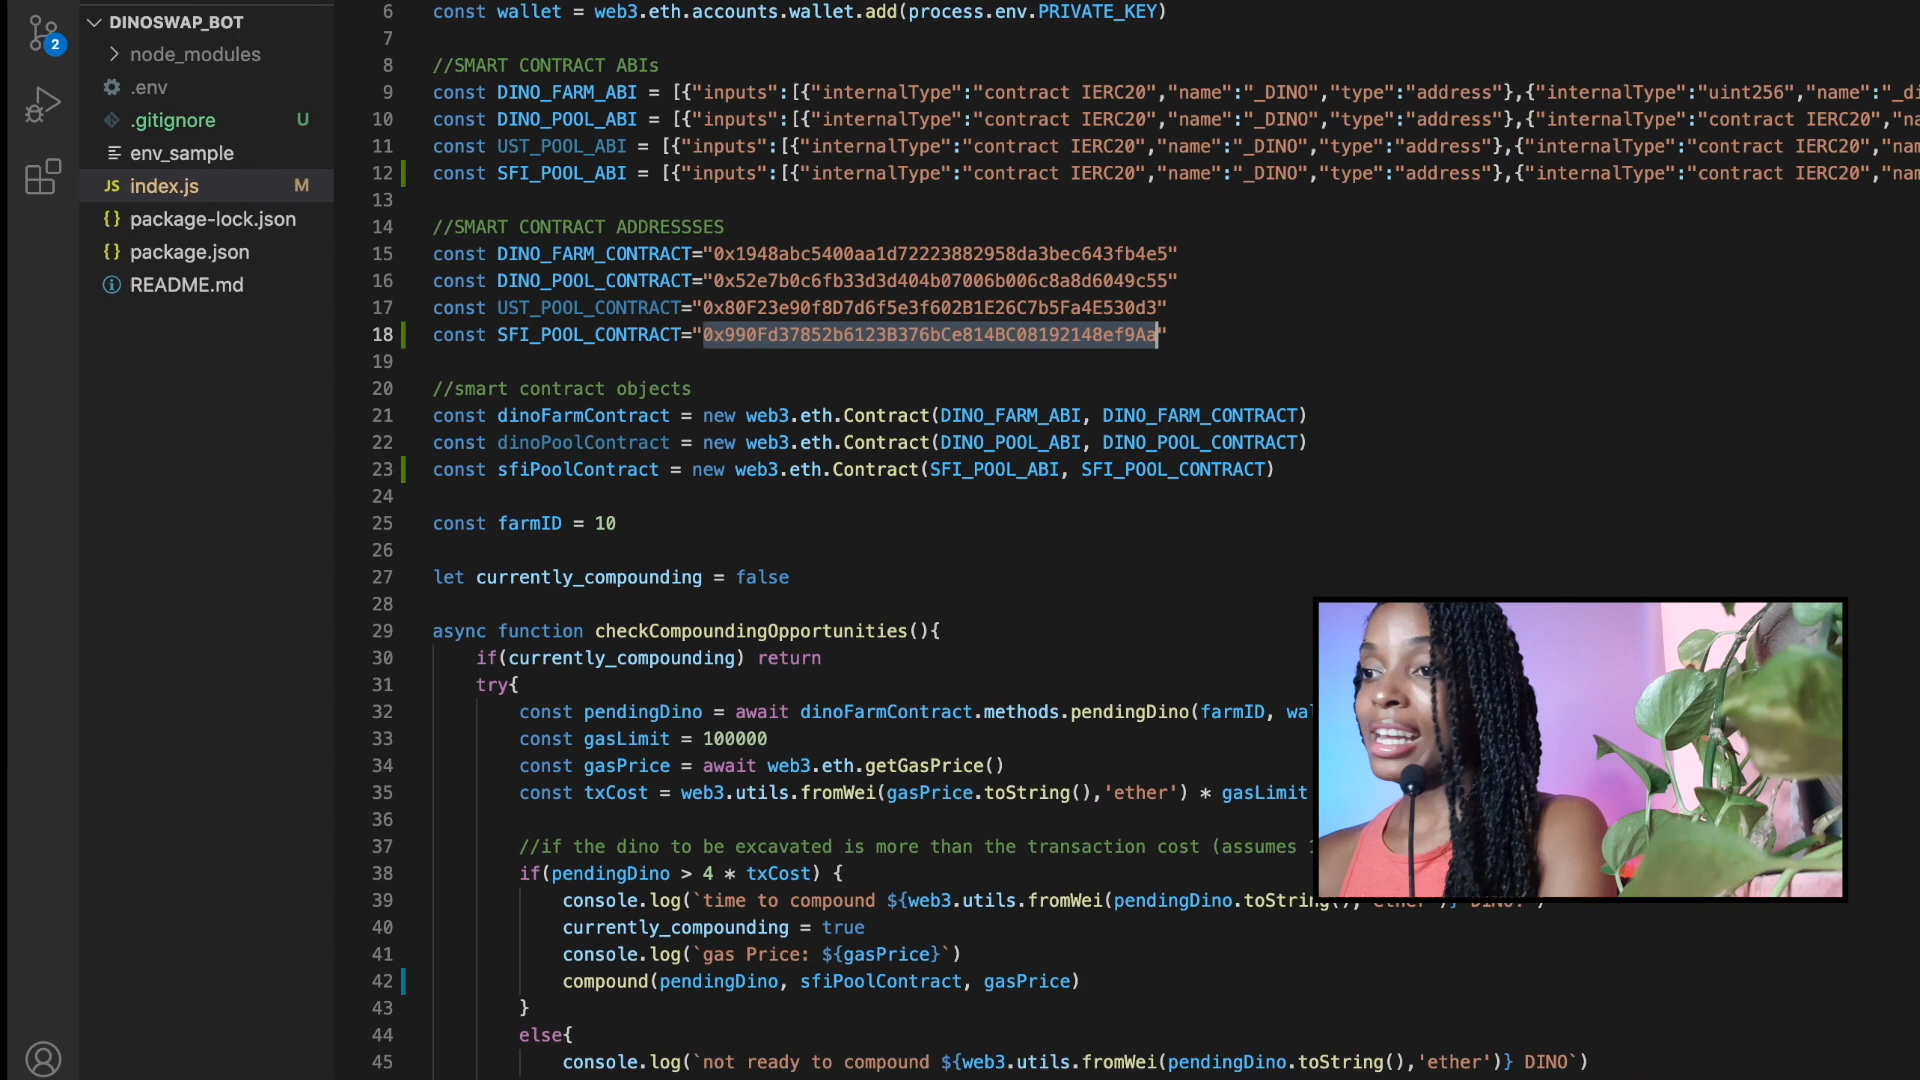 2
DINOSWAP_BOT
node_modules
.env
.gitignore U
env_sample
JS index.js M
{} package-lock.json
{} package.json
README.md
6 const wallet = web3.eth.accounts.wallet.add(process.env.PRIVATE_KEY)
7
8 //SMART CONTRACT ABIs
9 const DINO_FARM_ABI = [{"inputs":[{"internalType":"contract IERC20","name":"_DINO","type":"address"},{"internalType":"uint256","name":"_di
10 const DINO_POOL_ABI = [{"inputs":[{"internalType":"contract IERC20","name":"_DINO","type":"address"},{"internalType":"contract IERC20","na
11 const UST_POOL_ABI = [{"inputs":[{"internalType":"contract IERC20","name":"_DINO","type":"address"},{"internalType":"contract IERC20","nam
12 const SFI_POOL_ABI = [{"inputs":[{"internalType":"contract IERC20","name":"_DINO","type":"address"},{"internalType":"contract IERC20","nam
13
14 //SMART CONTRACT ADDRESSSES
15 const DINO_FARM_CONTRACT="0x1948abc5400aa1d72223882958da3bec643fb4e5"
16 const DINO_POOL_CONTRACT="0x52e7b0c6fb33d3d404b07006b006c8a8d6049c55"
17 const UST_POOL_CONTRACT="0x80F23e90f8D7d6f5e3f602B1E26C7b5Fa4E530d3"
18 const SFI_POOL_CONTRACT="0x990Fd37852b6123B376bCe814BC08192148ef9Aa"
19
20 //smart contract objects
21 const dinoFarmContract = new web3.eth.Contract(DINO_FARM_ABI, DINO_FARM_CONTRACT)
22 const dinoPoolContract = new web3.eth.Contract(DINO_POOL_ABI, DINO_POOL_CONTRACT)
23 const sfiPoolContract = new web3.eth.Contract(SFI_POOL_ABI, SFI_POOL_CONTRACT)
24
25 const farmID = 10
26
27 let currently_compounding = false
28
29 async function checkCompoundingOpportunities(){
30 if(currently_compounding) return
31 try{
32 const pendingDino = await dinoFarmContract.methods.pendingDino(farmID, wal
33 const gasLimit = 100000
34 const gasPrice = await web3.eth.getGasPrice()
35 const txCost = web3.utils.fromWei(gasPrice.toString(),'ether') * gasLimit
36
37 //if the dino to be excavated is more than the transaction cost (assumes 1
38 if(pendingDino > 4 * txCost) {
39 console.log(`time to compound ${web3.utils.fromWei(pendingDino.toString(),'ether')} DINO!`)
40 currently_compounding = true
41 console.log(`gas Price: ${gasPrice}`)
42 compound(pendingDino, sfiPoolContract, gasPrice)
43 }
44 else{
45 console.log(`not ready to compound ${web3.utils.fromWei(pendingDino.toString(),'ether')} DINO`)